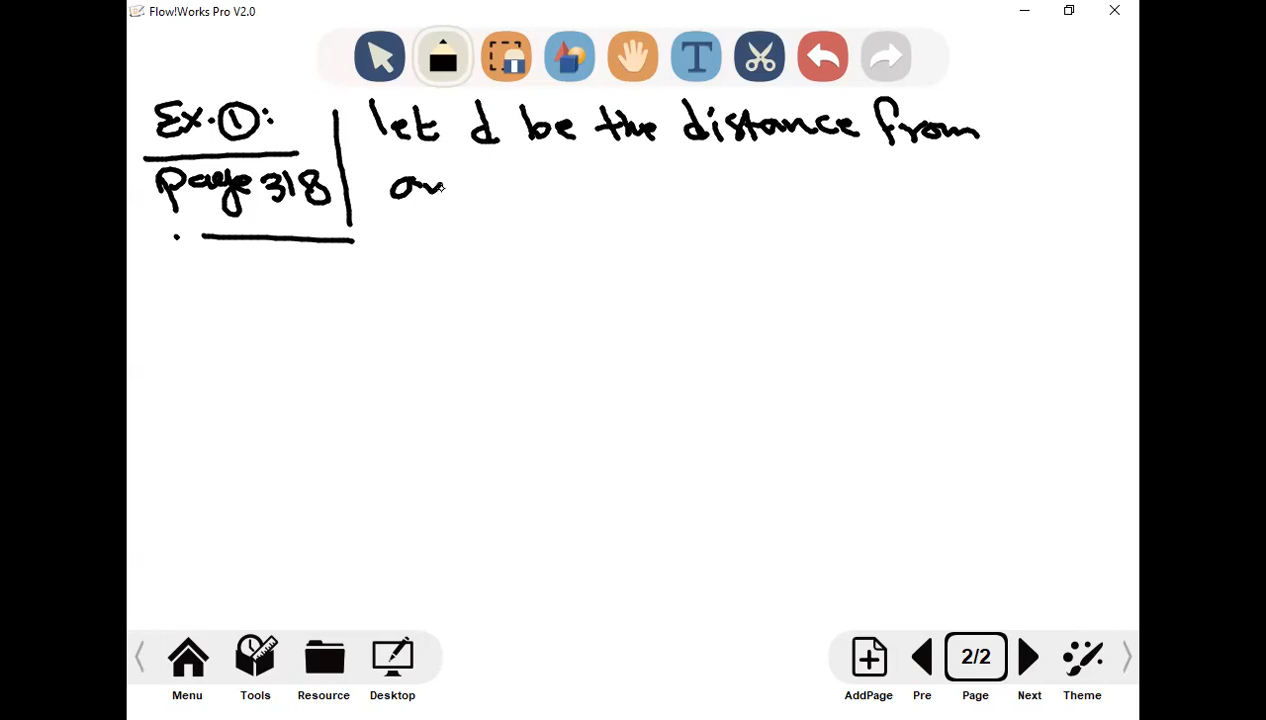 Flow!Works Pro V2.0
Ex. ①:
page 318
let d be the distance from
T
2/2
Menu
Tools
Resource
Desktop
AddPage
Pre
Page
Next
Theme